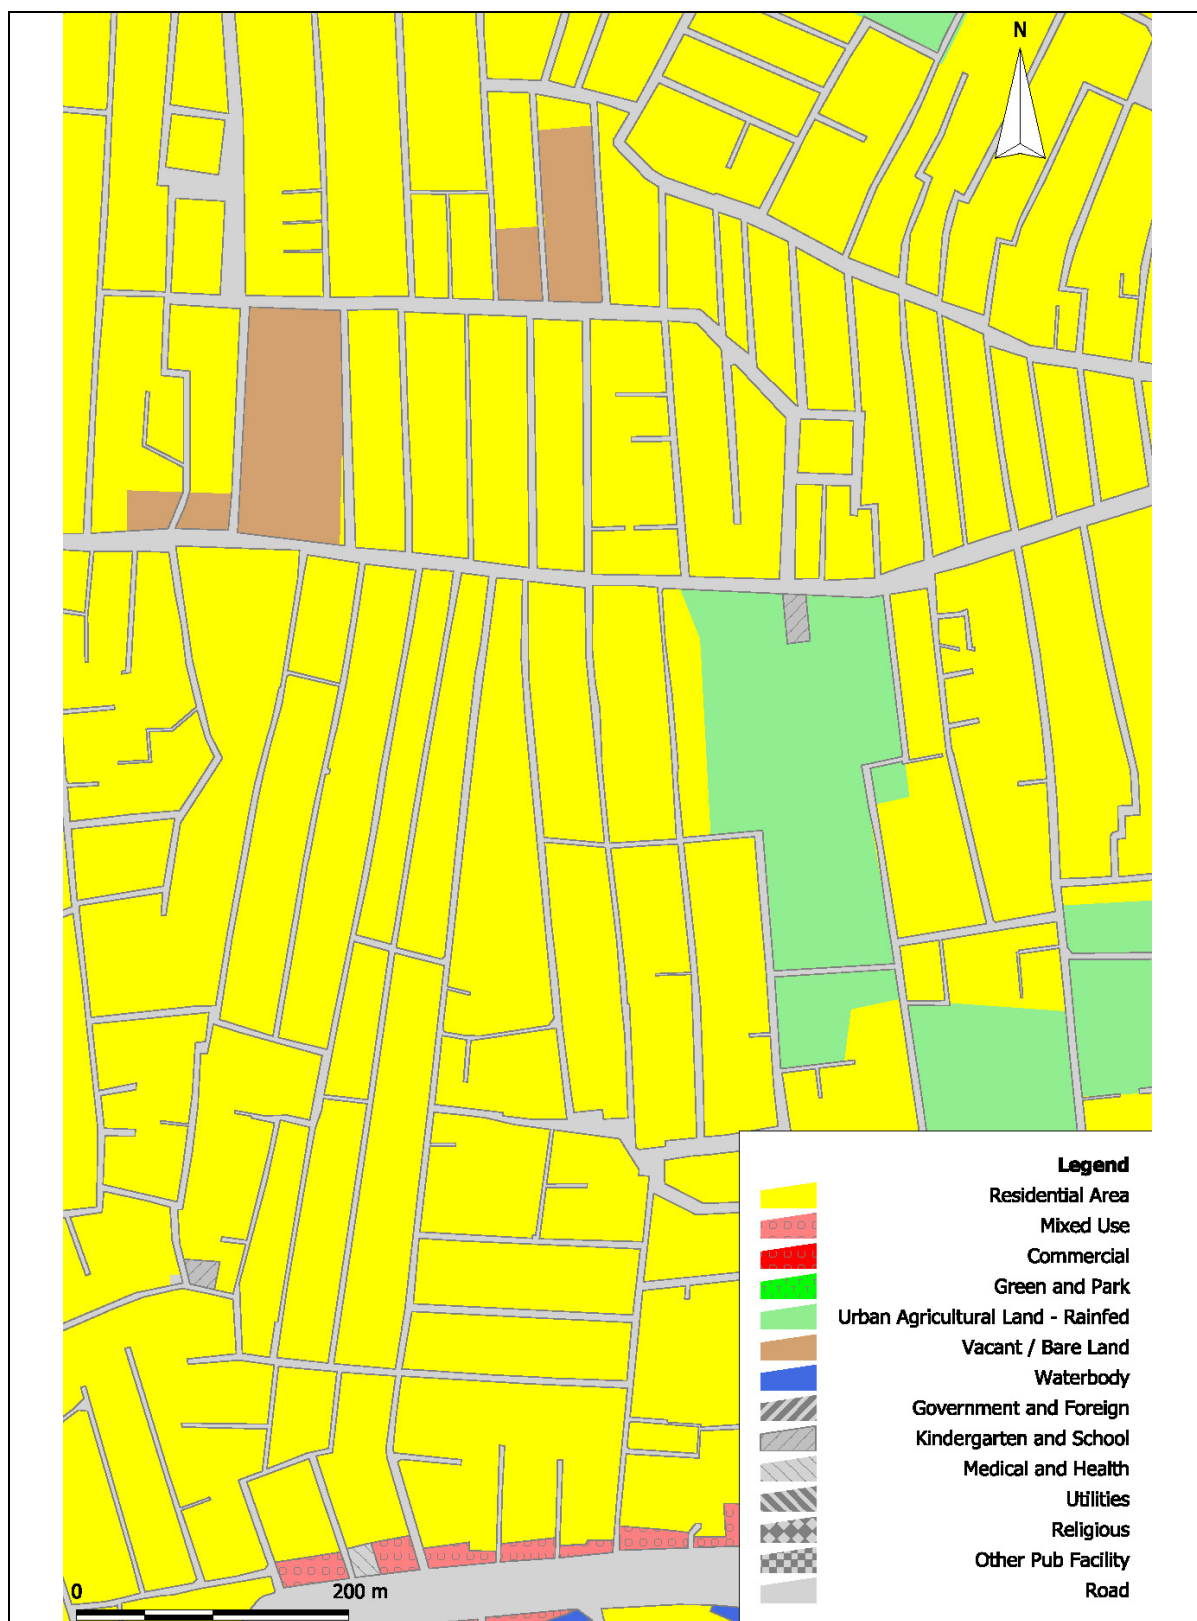 N
Legend
Residential Area
Mixed Use
Commercial
Green and Park
Urban Agricultural Land - Rainfed
Vacant / Bare Land
Waterbody
Government and Foreign
Kindergarten and School
Medical and Health
Utilities
Religious
Other Pub Facility
Road
0 200 m